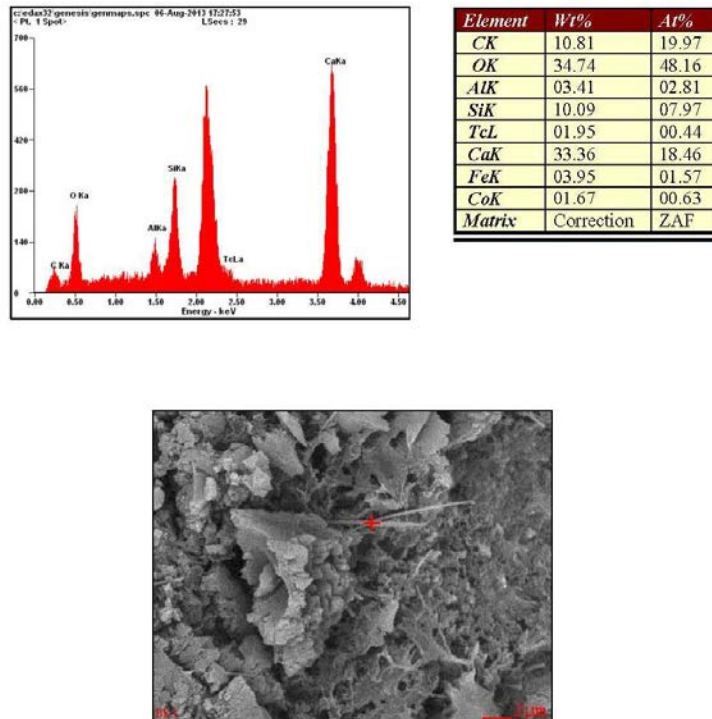 c:\edax32\genesis\genmaps.spc 06-Aug-2013 17:27:53
< Pt. 1 Spot> LSecs : 29
700
560
420
280
140
0
C Ka
O Ka
AlKa
SiKa
TcLa
CaKa
0.00 0.50 1.00 1.50 2.00 2.50 3.00 3.50 4.00 4.50
Energy - keV
Element Wt% At%
CK 10.81 19.97
OK 34.74 48.16
AlK 03.41 02.81
SiK 10.09 07.97
TcL 01.95 00.44
CaK 33.36 18.46
FeK 03.95 01.57
CoK 01.67 00.63
Matrix Correction ZAF